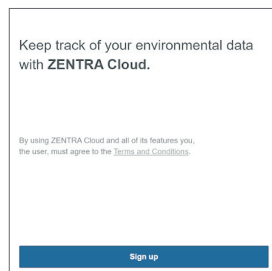 Keep track of your environmental data
with ZENTRA Cloud.
By using ZENTRA Cloud and all of its features you,
the user, must agree to the Terms and Conditions.
Sign up